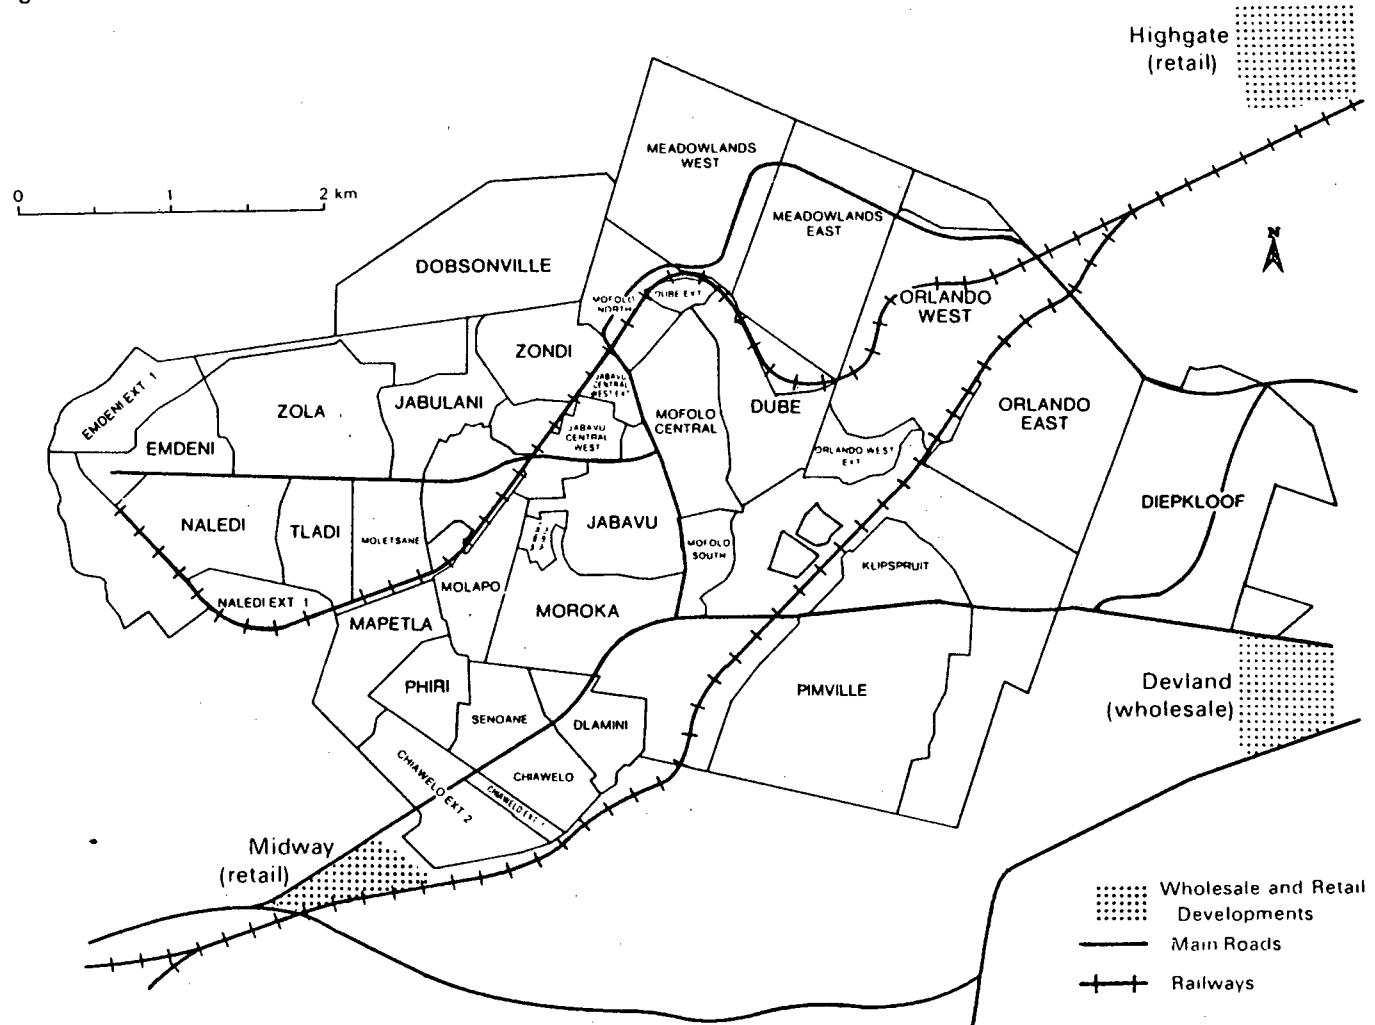 Highgate
(retail)
MEADOWLANDS
WEST
0 1 2 km
MEADOWLANDS
EAST
N
DOBSONVILLE
MOFOLO
NORTH
DUBE EXT
ORLANDO
WEST
ZONDI
EMDENI EXT 1
ZOLA
JABULANI
JABAVU
CENTRAL
WEST EXT
DUBE
ORLANDO
EAST
MOFOLO
CENTRAL
JABAVU
CENTRAL
WEST
EMDENI
ORLANDO WEST
EXT
DIEPKLOOF
NALEDI
TLADI
MOLETSANE
JABAVU
MOFOLO
SOUTH
KLIPSPRUIT
MOLAPO
NALEDI EXT 1
MAPETLA
MOROKA
PHIRI
PIMVILLE
Devland
(wholesale)
SENOANE
DLAMINI
CHIAWELO
CHIAWELO EXT 2
CHIAWELO EXT
Midway
(retail)
Wholesale and Retail
Developments
Main Roads
Railways